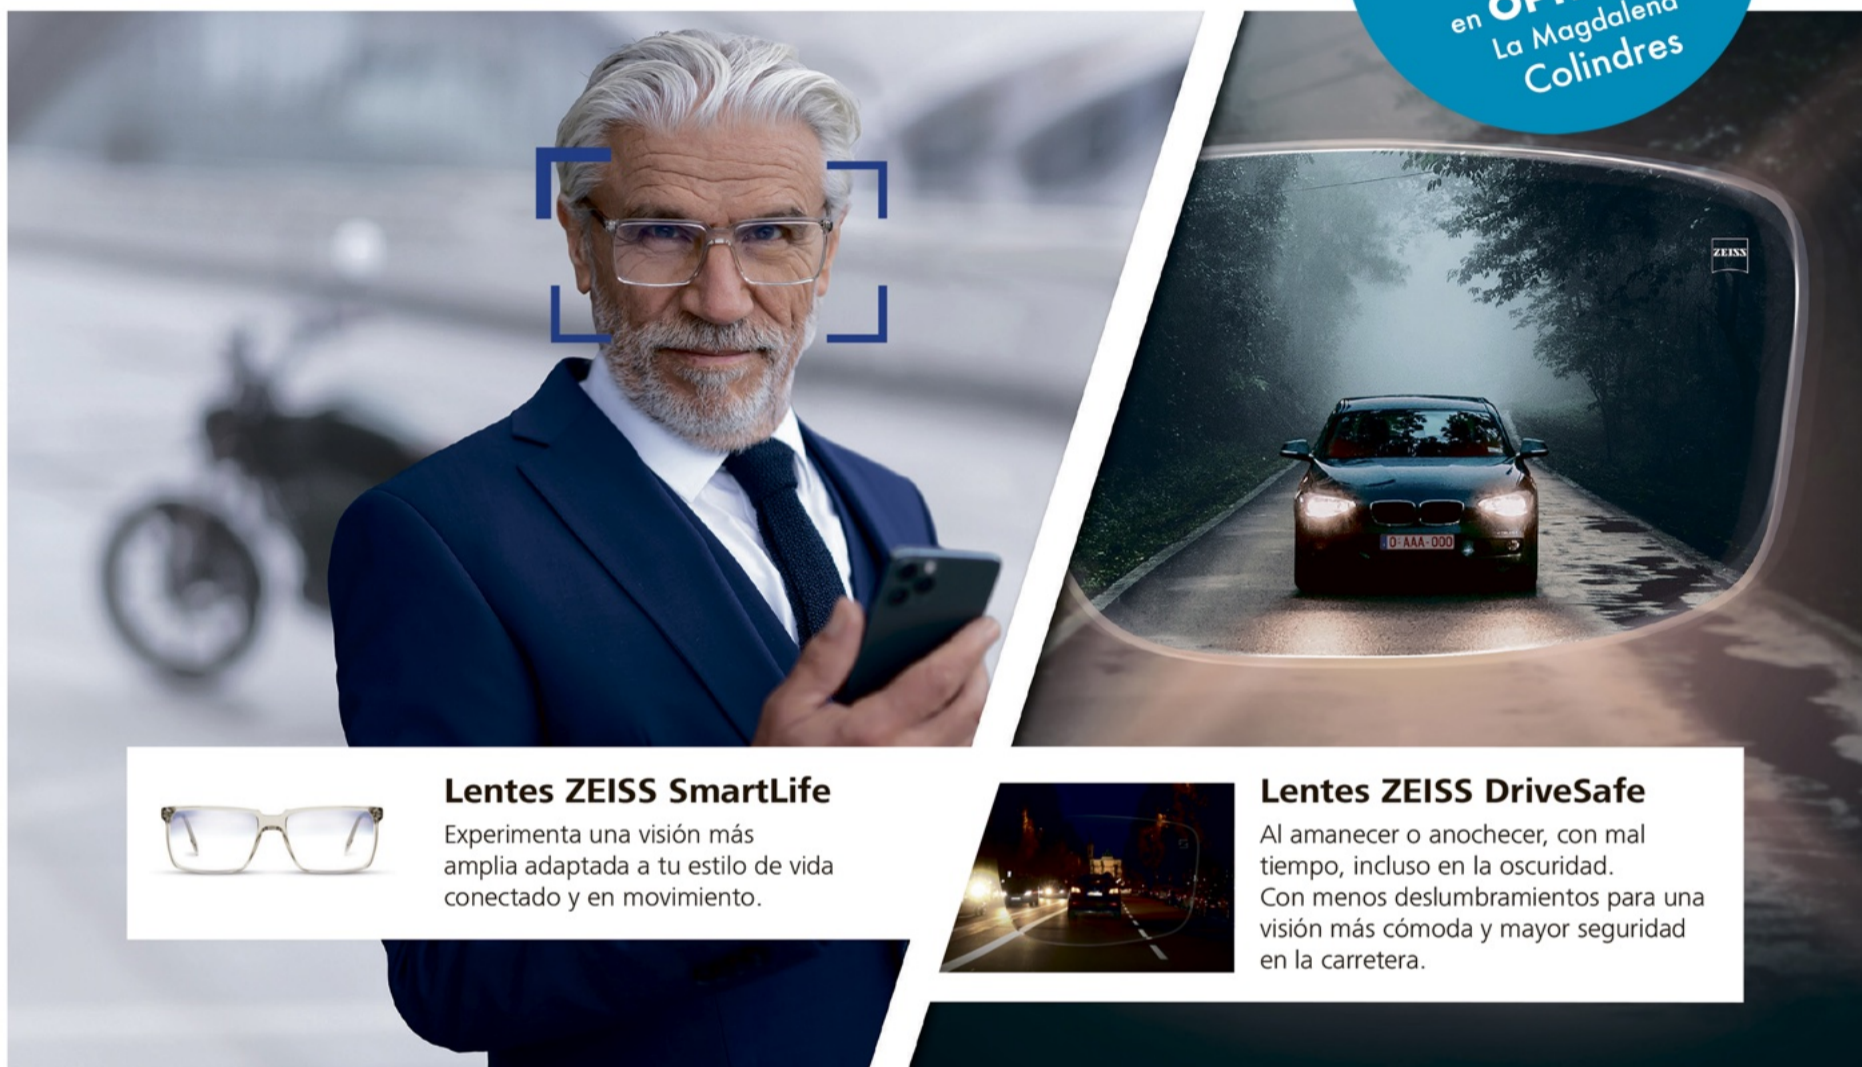 en
La Magdalena
Colindres
ZEISS
0-AAA-000
Lentes ZEISS SmartLife
Experimenta una visión más
amplia adaptada a tu estilo de vida
conectado y en movimiento.
Lentes ZEISS DriveSafe
Al amanecer o anochecer, con mal
tiempo, incluso en la oscuridad.
Con menos deslumbramientos para una
visión más cómoda y mayor seguridad
en la carretera.